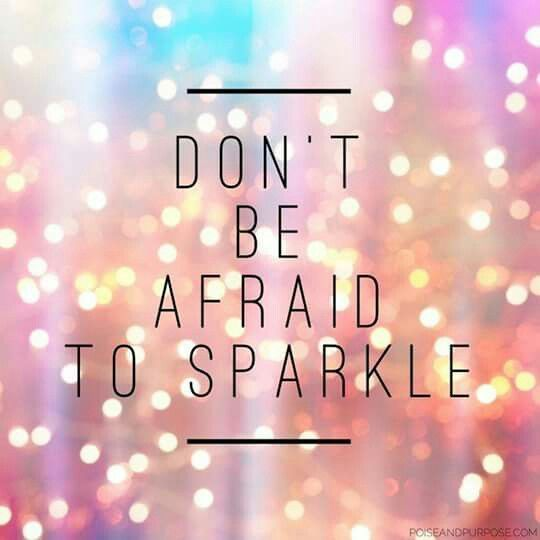 DON'T
BE
AFRAID
TO SPARKLE
POISEANDPURPOSE.COM